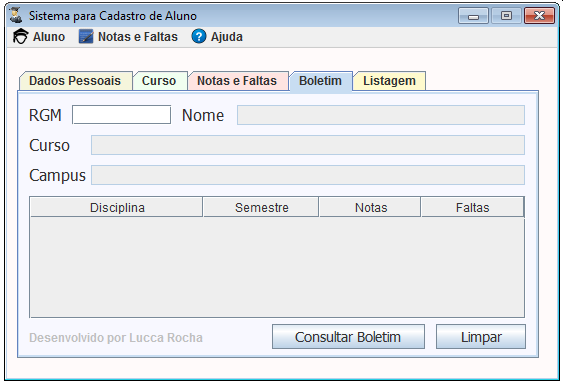 Sistema para Cadastro de Aluno
Aluno Notas e Faltas ? Ajuda
Dados Pessoais Curso Notas e Faltas Boletim Listagem
RGM Nome
Curso
Campus
Disciplina Semestre Notas Faltas
Desenvolvido por Lucca Rocha Consultar Boletim Limpar